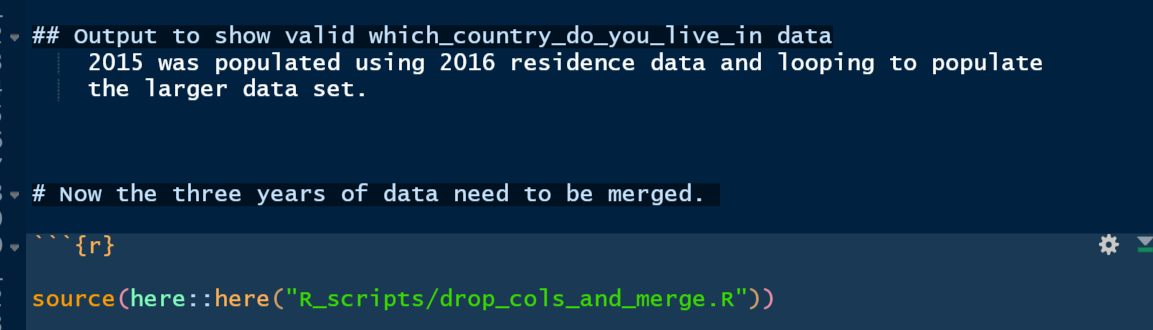 ## Output to show valid which_country_do_you_live_in data
2015 was populated using 2016 residence data and looping to populate
the larger data set.
# Now the three years of data need to be merged.
```{r}
source(here::here("R_scripts/drop_cols_and_merge.R"))